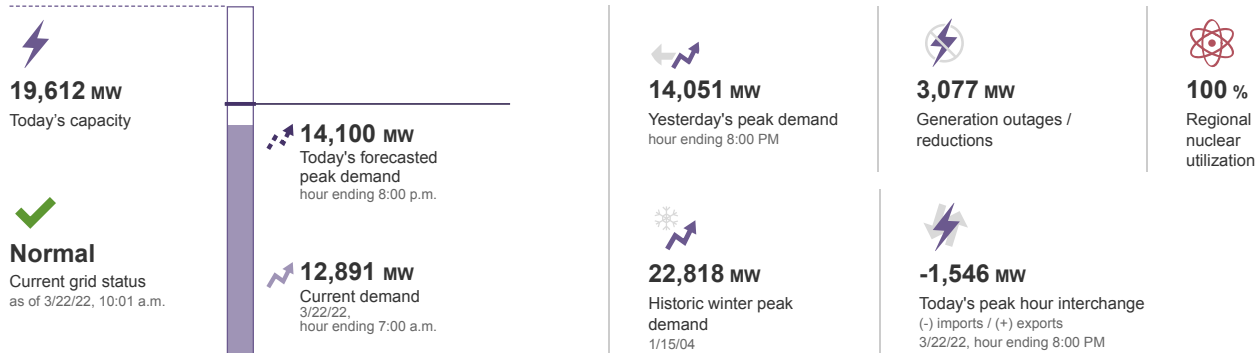 19,612 MW
Today's capacity
Normal
Current grid status
as of 3/22/22, 10:01 a.m.
14,100 MW
Today's forecasted
peak demand
hour ending 8:00 p.m.
12,891 MW
Current demand
3/22/22,
hour ending 7:00 a.m.
14,051 MW
Yesterday's peak demand
hour ending 8:00 PM
3,077 MW
Generation outages /
reductions
100 %
Regional
nuclear
utilization
22,818 MW
Historic winter peak
demand
1/15/04
-1,546 MW
Today's peak hour interchange
(-) imports / (+) exports
3/22/22, hour ending 8:00 PM